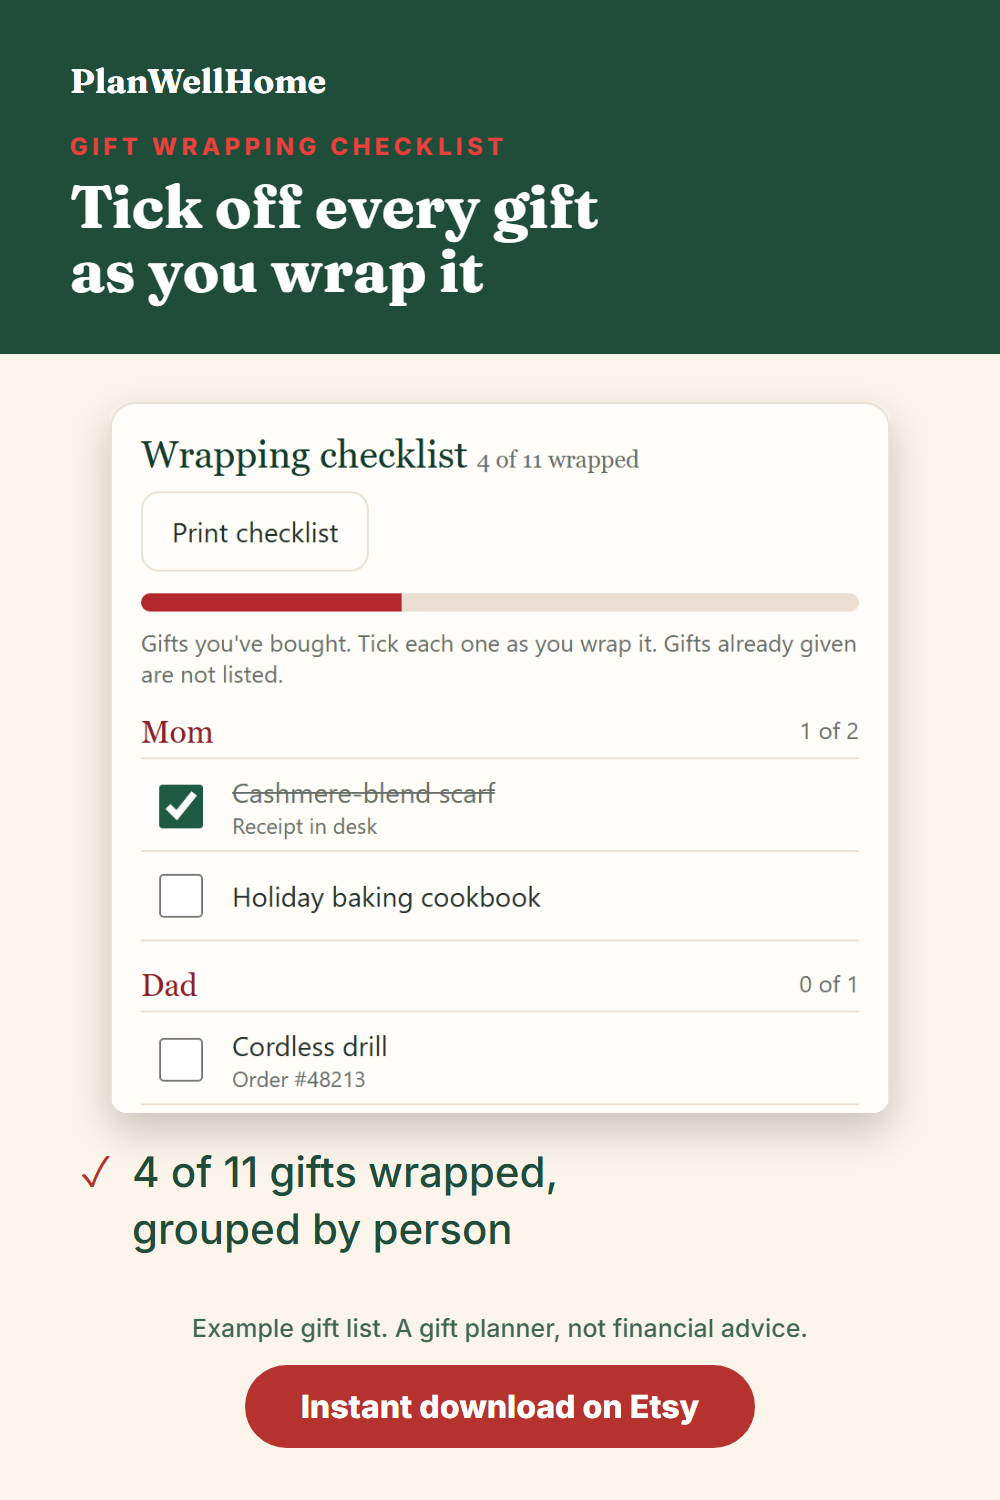 PlanWellHome
GIFT WRAPPING CHECKLIST
Tick off every gift
as you wrap it
Wrapping checklist 4 of 11 wrapped
Print checklist
Gifts you've bought. Tick each one as you wrap it. Gifts already given
are not listed.
Mom 1 of 2
Cashmere-blend scarf
Receipt in desk
Holiday baking cookbook
Dad 0 of 1
Cordless drill
Order #48213
✓ 4 of 11 gifts wrapped,
grouped by person
Example gift list. A gift planner, not financial advice.
Instant download on Etsy